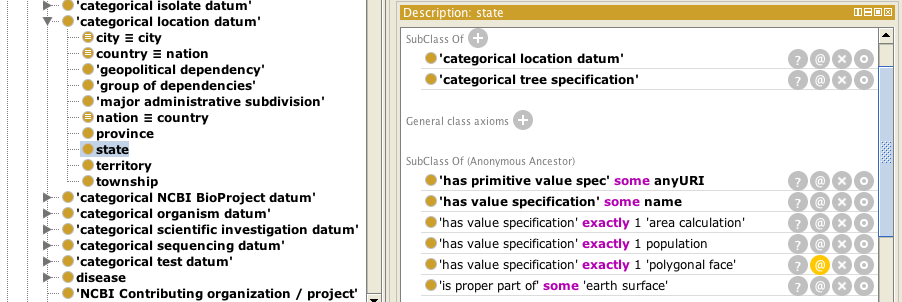 'categorical isolate datum'
'categorical location datum'
city ≡ city
country ≡ nation
'geopolitical dependency'
'group of dependencies'
'major administrative subdivision'
nation ≡ country
province
state
territory
township
'categorical NCBI BioProject datum'
'categorical organism datum'
'categorical scientific investigation datum'
'categorical sequencing datum'
'categorical test datum'
disease
'NCBI Contributing organization / project'
Description: state
SubClass Of
'categorical location datum'
'categorical tree specification'
General class axioms
SubClass Of (Anonymous Ancestor)
'has primitive value spec' some anyURI
'has value specification' some name
'has value specification' exactly 1 'area calculation'
'has value specification' exactly 1 population
'has value specification' exactly 1 'polygonal face'
'is proper part of' some 'earth surface'